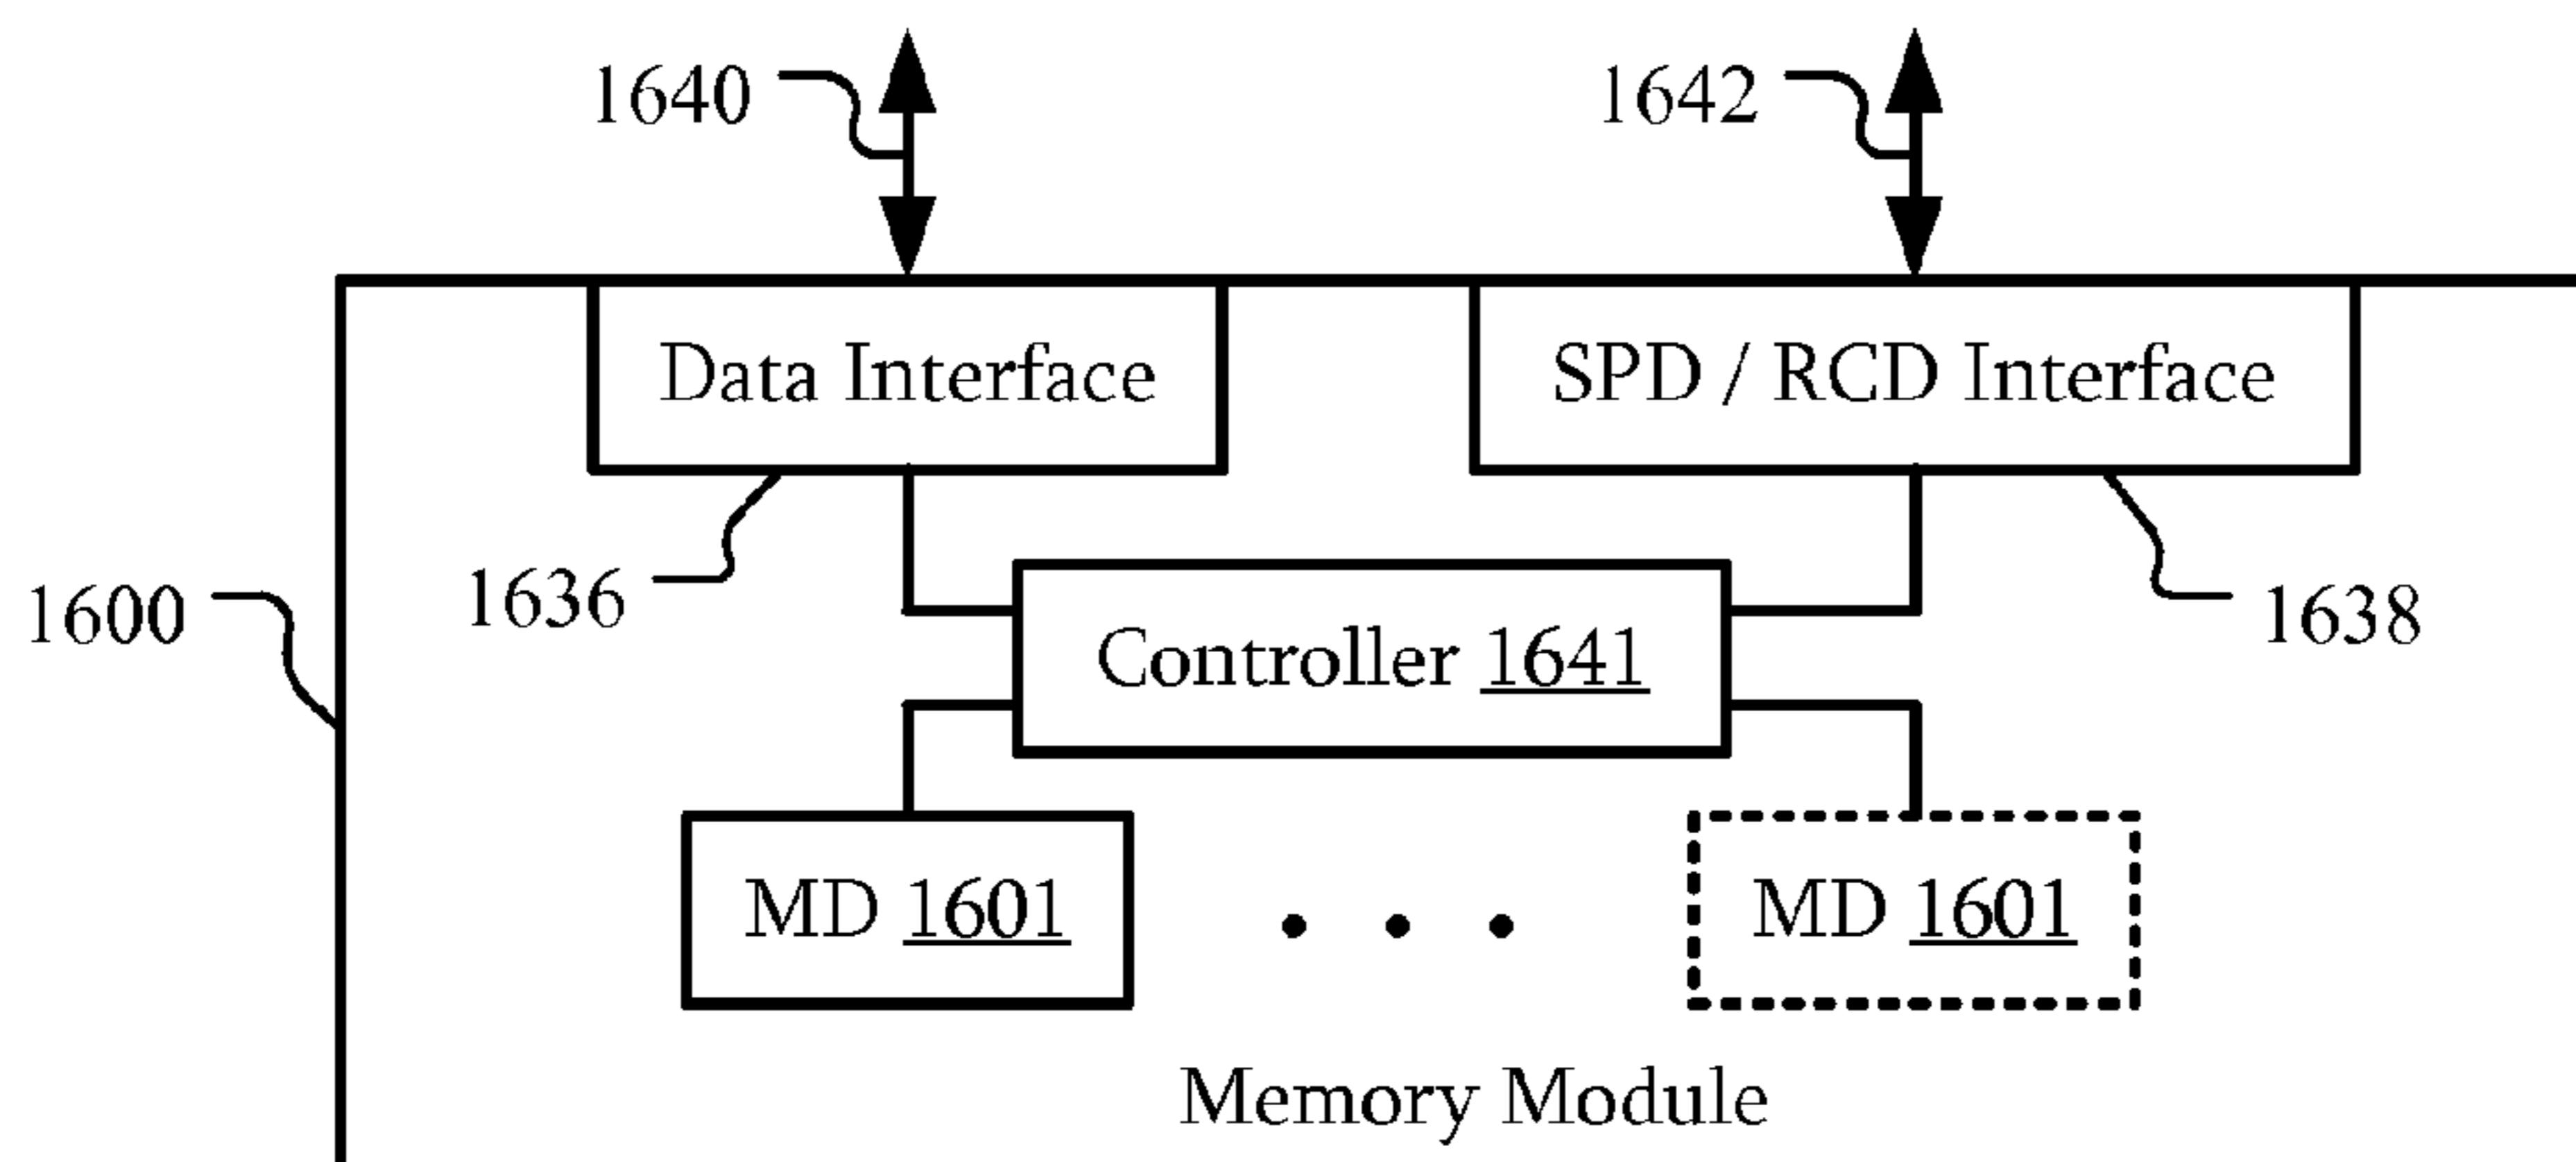 1640
1642
Data Interface
SPD / RCD Interface
1636
1600
1638
Controller 1641
MD 1601
MD 1601
Memory Module